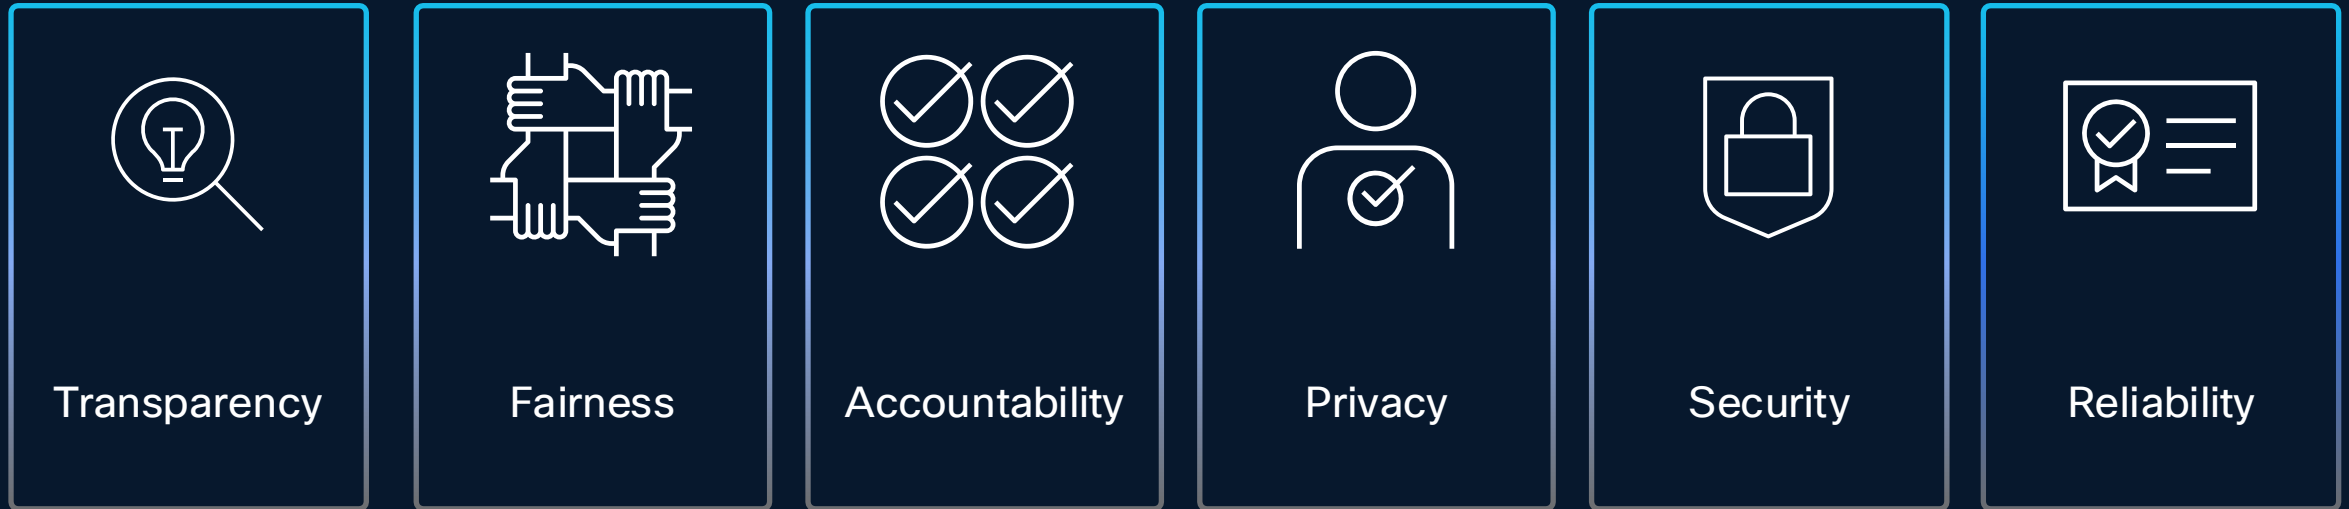 Transparency
Fairness
Accountability
Privacy
Security
Reliability